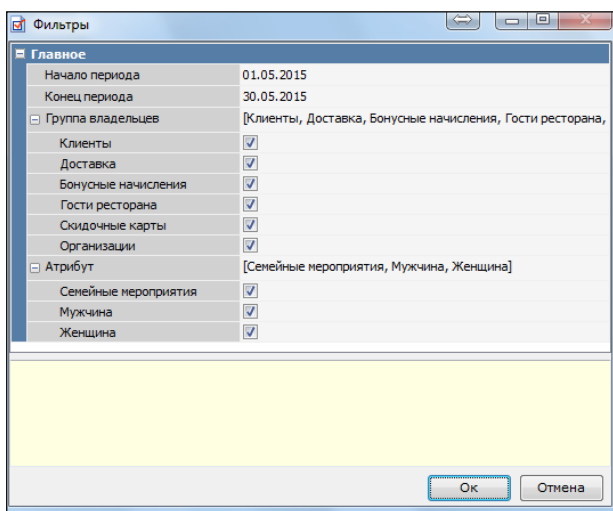 Фильтры
Главное
Начало периода 01.05.2015
Конец периода 30.05.2015
Группа владельцев [Клиенты, Доставка, Бонусные начисления, Гости ресторана,
Клиенты
Доставка
Бонусные начисления
Гости ресторана
Скидочные карты
Организации
Атрибут [Семейные мероприятия, Мужчина, Женщина]
Семейные мероприятия
Мужчина
Женщина
Ок Отмена